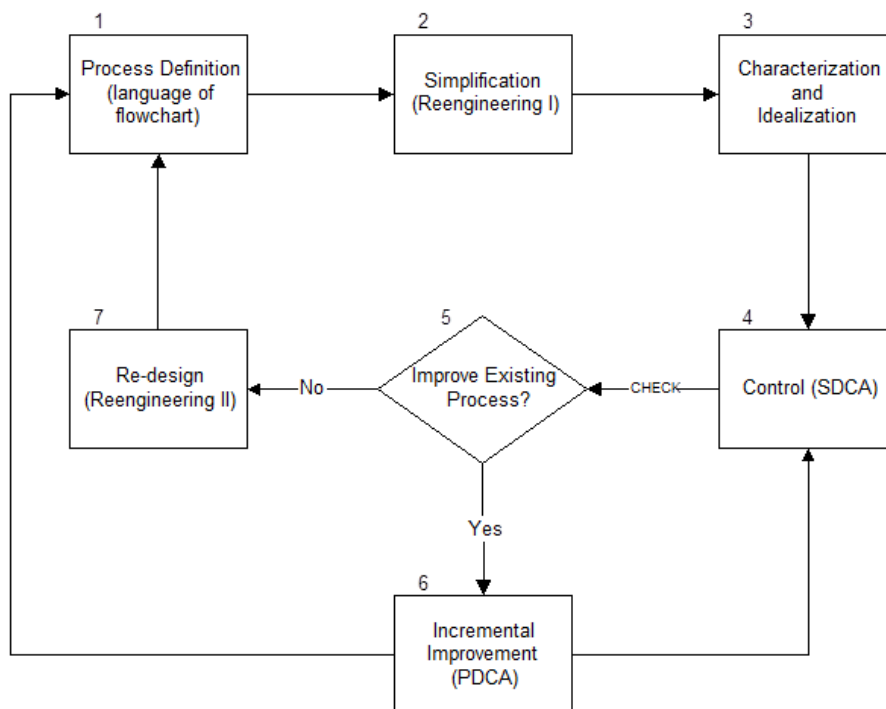 1
Process Definition
(language of
flowchart)
2
Simplification
(Reengineering I)
3
Characterization
and
Idealization
4
Control (SDCA)
CHECK
5
Improve Existing
Process?
No
7
Re-design
(Reengineering II)
Yes
6
Incremental
Improvement
(PDCA)